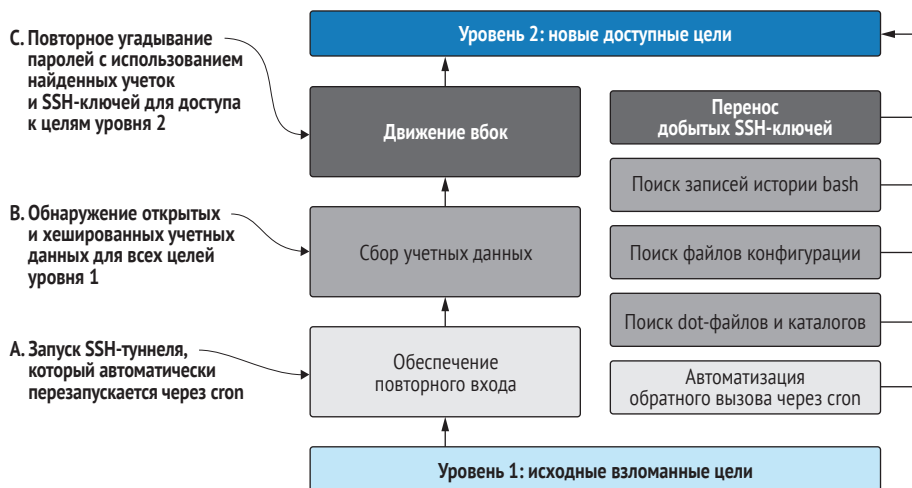 C. Повторное угадывание
паролей с использованием
найденных учеток
и SSH-ключей для доступа
к целям уровня 2
Уровень 2: новые доступные цели
Движение вбок
Перенос
добытых SSH-ключей
Поиск записей истории bash
B. Обнаружение открытых
и хешированных учетных
данных для всех целей
уровня 1
Сбор учетных данных
Поиск файлов конфигурации
Поиск dot-файлов и каталогов
A. Запуск SSH-туннеля,
который автоматически
перезапускается через cron
Обеспечение
повторного входа
Автоматизация
обратного вызова через cron
Уровень 1: исходные взломанные цели